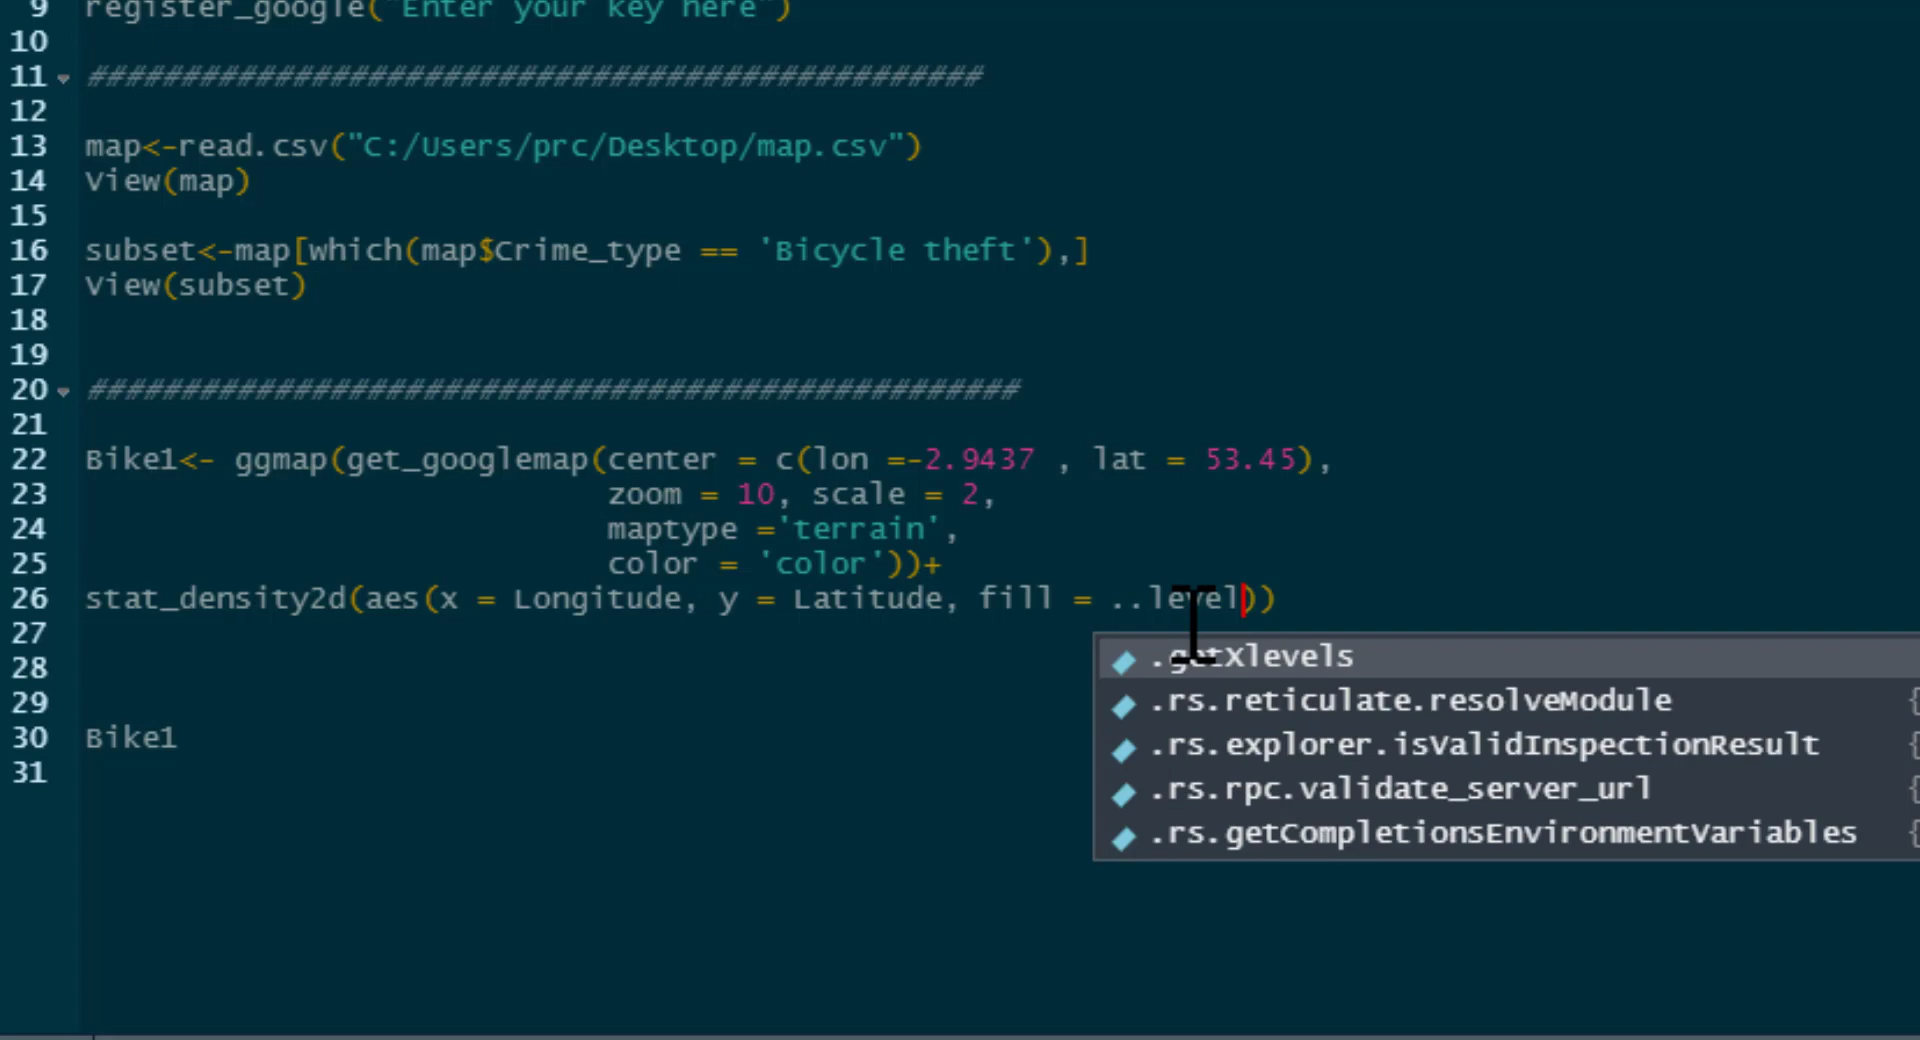 9 register_google("Enter your key here")
10
11 ################################################
12
13 map<-read.csv("C:/Users/prc/Desktop/map.csv")
14 View(map)
15
16 subset<-map[which(map$Crime_type == 'Bicycle theft'),]
17 View(subset)
18
19
20 ##################################################
21
22 Bike1<- ggmap(get_googlemap(center = c(lon =-2.9437 , lat = 53.45),
23 zoom = 10, scale = 2,
24 maptype ='terrain',
25 color = 'color'))+
26 stat_density2d(aes(x = Longitude, y = Latitude, fill = ..level))
27
.getXlevels
28
.rs.reticulate.resolveModule {
29
.rs.explorer.isValidInspectionResult {
30 Bike1
31
.rs.rpc.validate_server_url {
.rs.getCompletionsEnvironmentVariables {